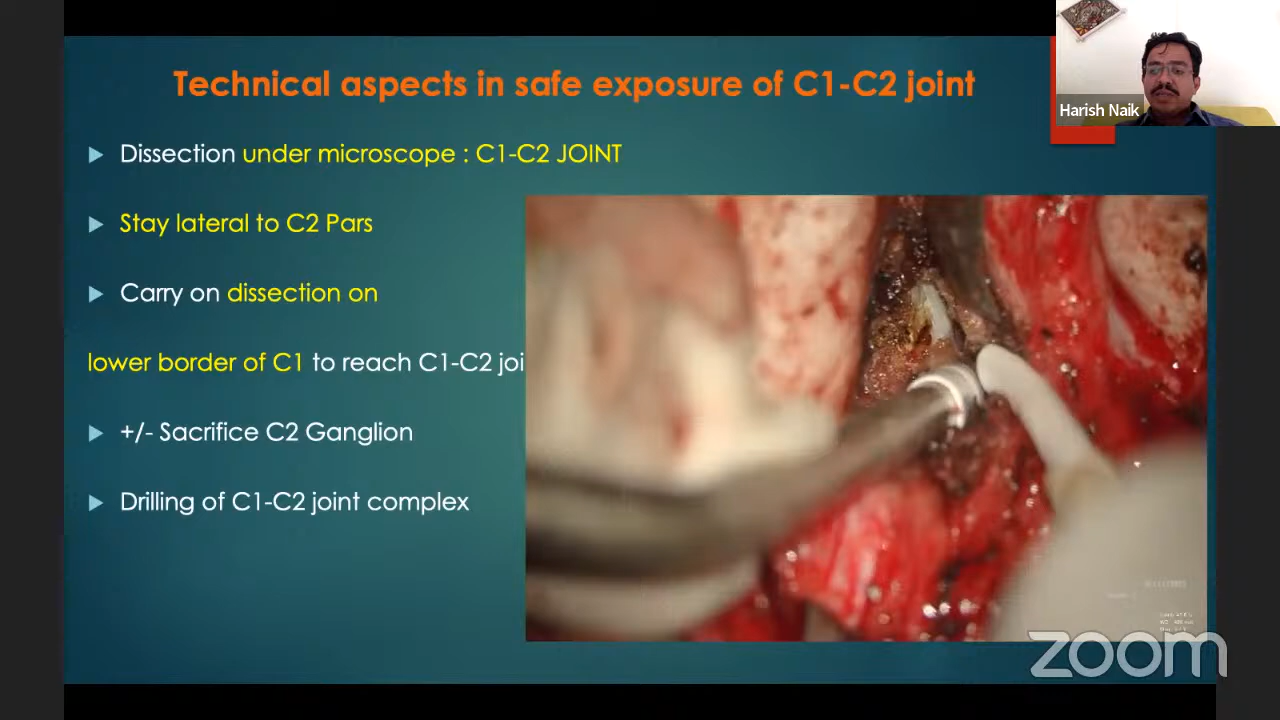 Technical aspects in safe exposure of C1-C2 joint
Harish Naik
Dissection under microscope : C1-C2 JOINT
Stay lateral to C2 Pars
Carry on dissection on
lower border of C1 to reach C1-C2 joi
+/- Sacrifice C2 Ganglion
Drilling of C1-C2 joint complex
zoom